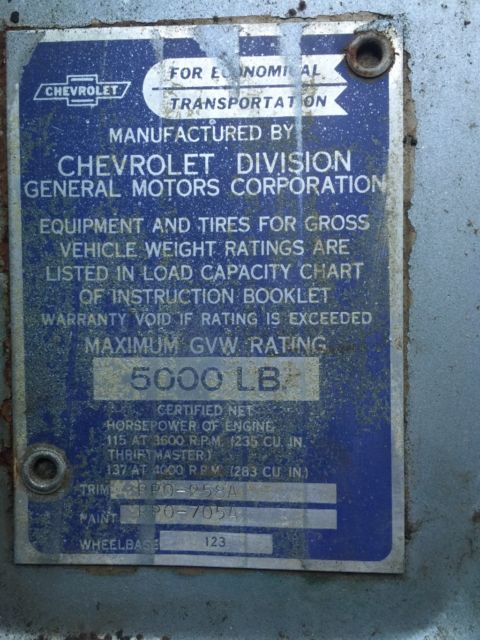 CHEVROLET
FOR ECONOMICAL
TRANSPORTATION
MANUFACTURED BY
CHEVROLET DIVISION
GENERAL MOTORS CORPORATION
EQUIPMENT AND TIRES FOR GROSS
VEHICLE WEIGHT RATINGS ARE
LISTED IN LOAD CAPACITY CHART
OF INSTRUCTION BOOKLET
WARRANTY VOID IF RATING IS EXCEEDED
MAXIMUM GVW RATING
5000 LB.
CERTIFIED NET
HORSEPOWER OF ENGINE
115 AT 3600 R.P.M. (235 CU. IN.
THRIFTMASTER)
137 AT 4000 R.P.M. (283 CU. IN.)
TRIM
PAINT RPO-705A
WHEELBASE 123